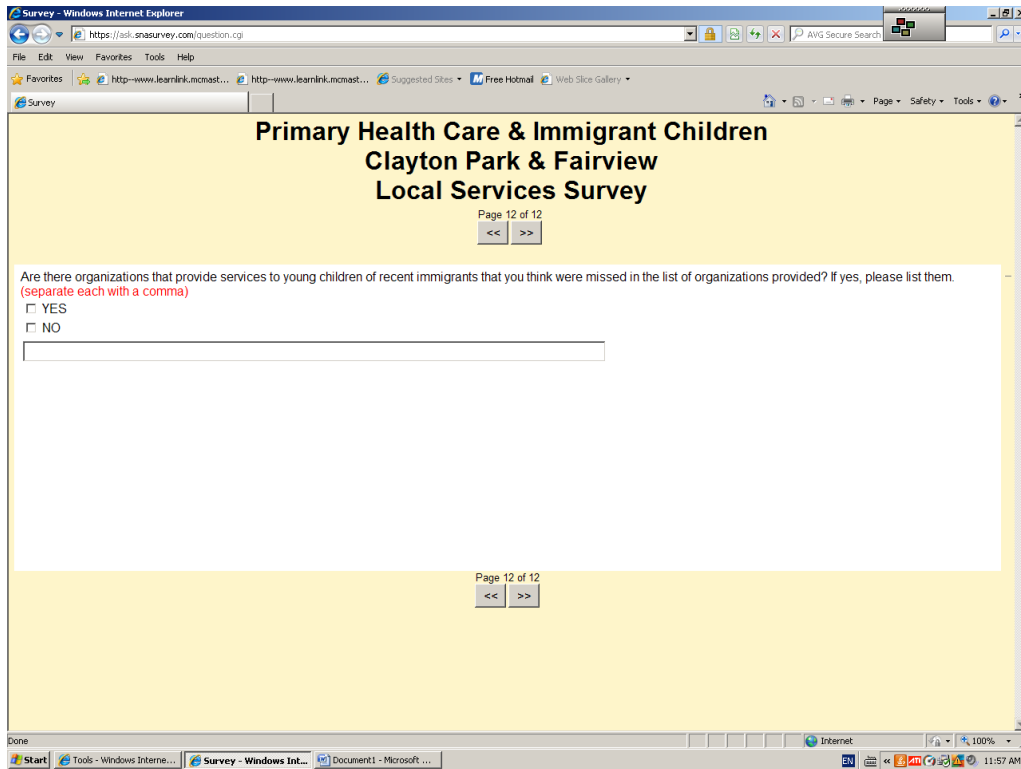 Survey - Windows Internet Explorer
https://ask.snasurvey.com/question.cgi
AVG Secure Search
File Edit View Favorites Tools Help
Favorites http--www.learnlink.mcmast... http--www.learnlink.mcmast... Suggested Sites Free Hotmail Web Slice Gallery
Survey
Page Safety Tools
Primary Health Care & Immigrant Children
Clayton Park & Fairview
Local Services Survey
Page 12 of 12
<< >>
Are there organizations that provide services to young children of recent immigrants that you think were missed in the list of organizations provided? If yes, please list them.
(separate each with a comma)
YES
NO
Page 12 of 12
<< >>
Done Internet 100%
Start Tools - Windows Interne... Survey - Windows Int... Document1 - Microsoft ... EN « ATI 11:57 AM